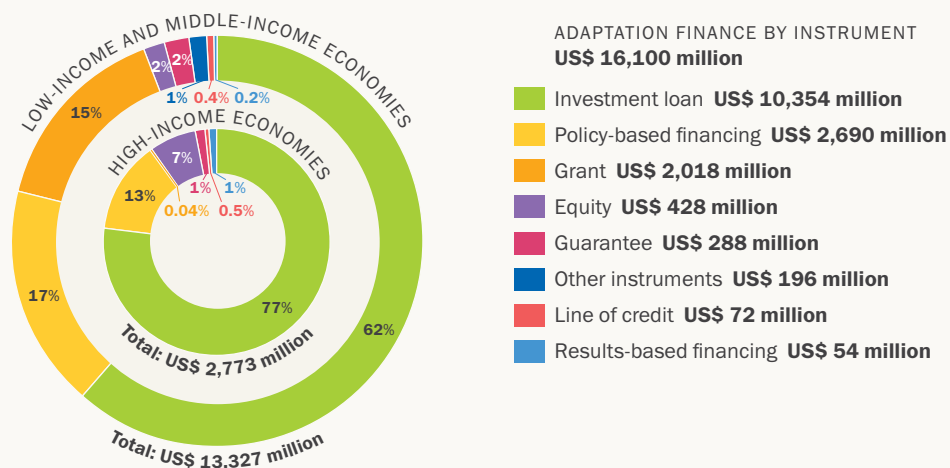 LOW-INCOME AND MIDDLE-INCOME ECONOMIES
2%
2%
15%
1% 0.4% 0.2%
HIGH-INCOME ECONOMIES
7%
13%
1% 1%
0.04% 0.5%
17%
77%
62%
Total: US$ 2,773 million
Total: US$ 13,327 million
ADAPTATION FINANCE BY INSTRUMENT
US$ 16,100 million
Investment loan US$ 10,354 million
Policy-based financing US$ 2,690 million
Grant US$ 2,018 million
Equity US$ 428 million
Guarantee US$ 288 million
Other instruments US$ 196 million
Line of credit US$ 72 million
Results-based financing US$ 54 million